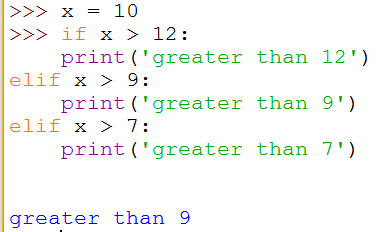 >>> x = 10
>>> if x > 12:
    print('greater than 12')
elif x > 9:
    print('greater than 9')
elif x > 7:
    print('greater than 7')
greater than 9